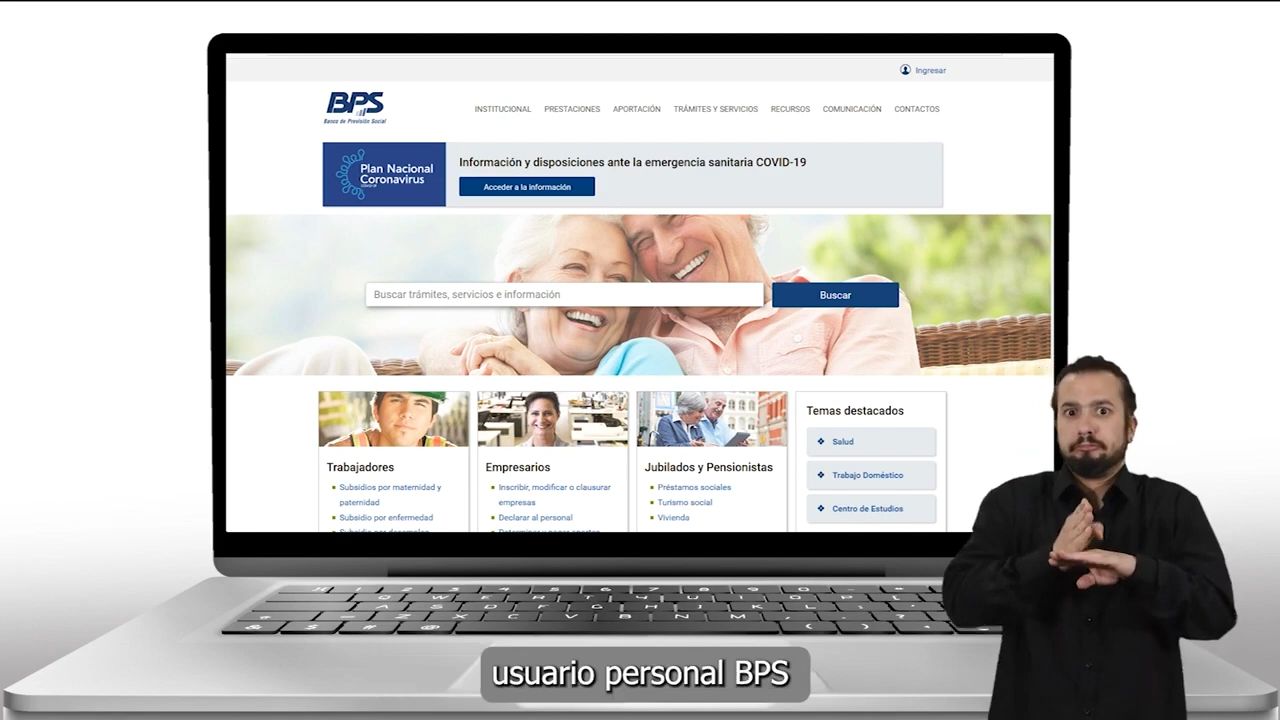 Ingresar
BPS
Banco de Previsión Social
INSTITUCIONAL PRESTACIONES APORTACIÓN TRÁMITES Y SERVICIOS RECURSOS COMUNICACIÓN CONTACTOS
Plan Nacional
Coronavirus
Información y disposiciones ante la emergencia sanitaria COVID-19
Acceder a la información
Buscar trámites, servicios e información
Buscar
Trabajadores
Subsidios por maternidad y
paternidad
Subsidio por enfermedad
Empresarios
Inscribir, modificar o clausurar
empresas
Declarar al personal
Jubilados y Pensionistas
Préstamos sociales
Turismo social
Vivienda
Temas destacados
Salud
Trabajo Doméstico
Centro de Estudios
usuario personal BPS